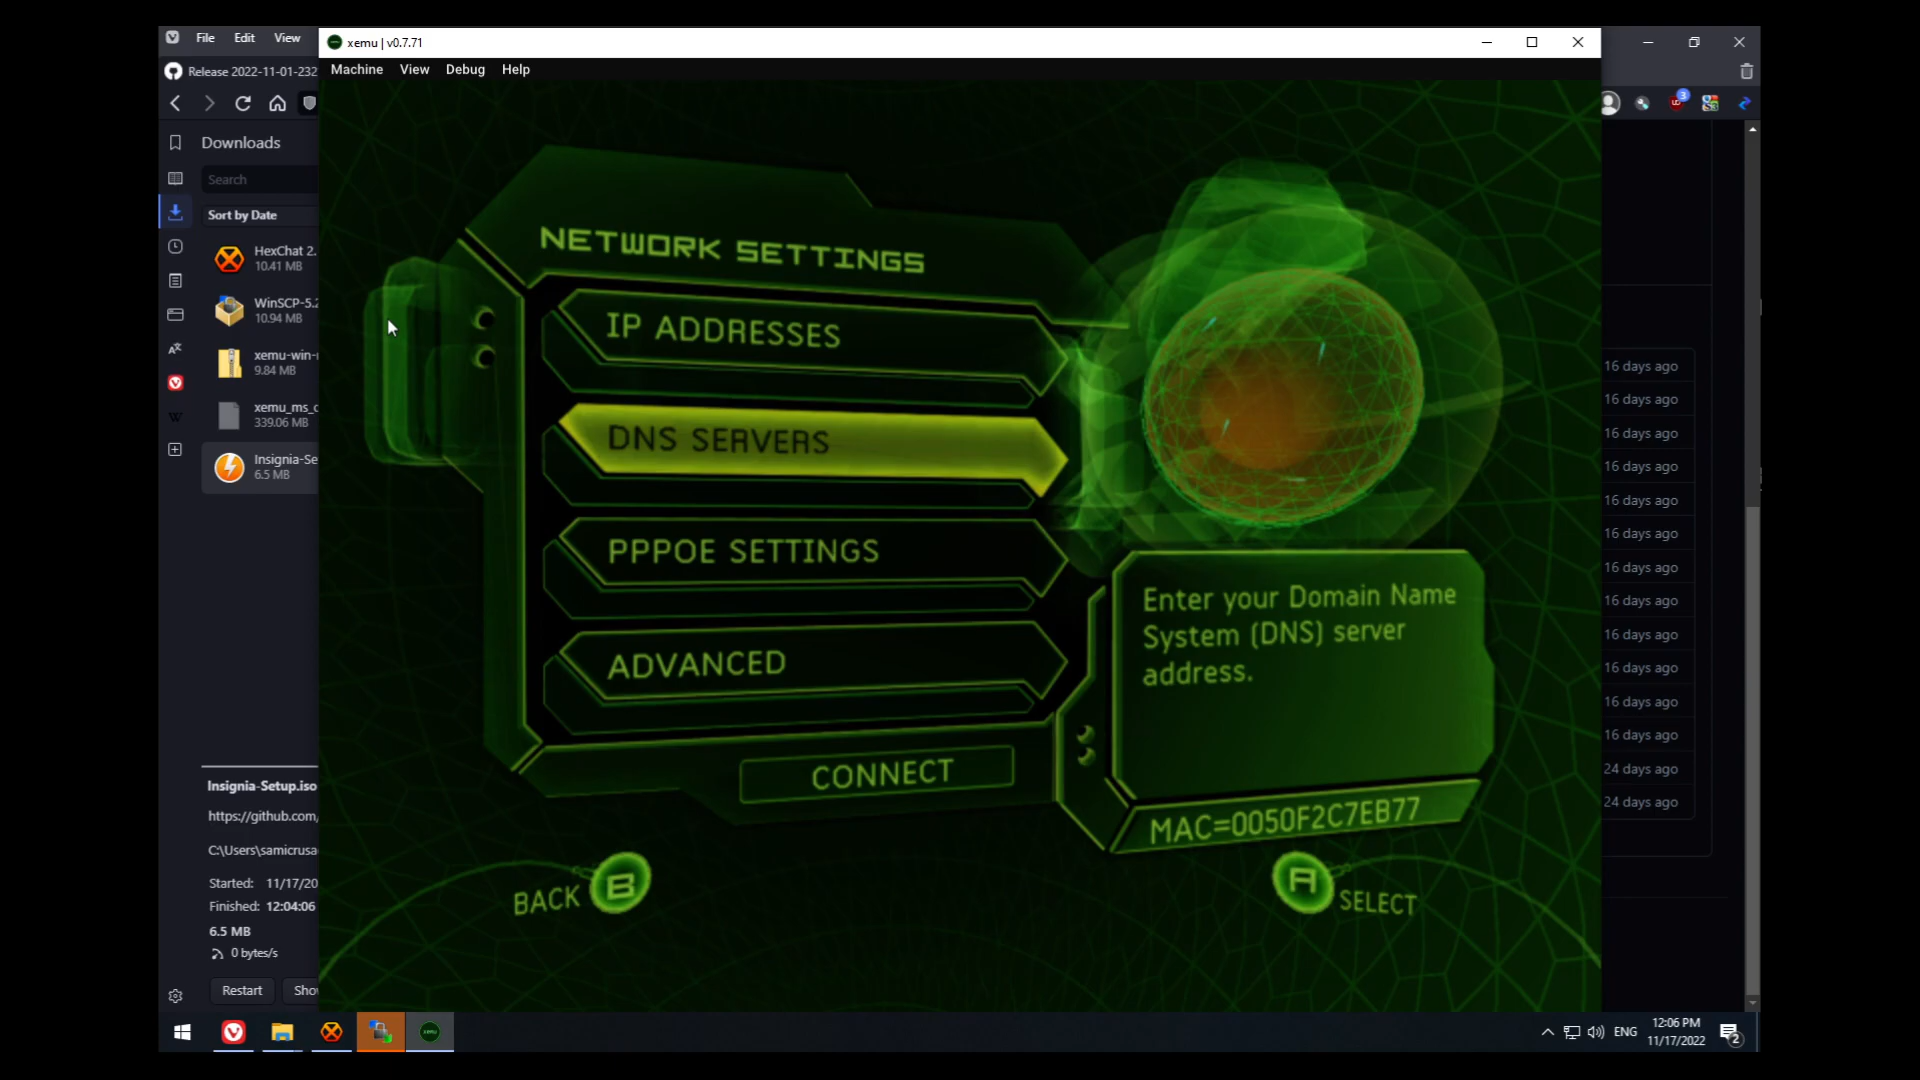 File Edit View
xemu | v0.7.71
Release 2022-11-01-232
Machine View Debug Help
Downloads
Search
Sort by Date
HexChat 2.
10.41 MB
WinSCP-5.2
10.94 MB
xemu-win-
9.84 MB
xemu_ms_
339.06 MB
Insignia-Se
6.5 MB
NETWORK SETTINGS
IP ADDRESSES
DNS SERVERS
PPPOE SETTINGS
ADVANCED
CONNECT
Enter your Domain Name
System (DNS) server
address.
MAC=0050F2C7EB77
BACK B
A SELECT
3
16 days ago
16 days ago
16 days ago
16 days ago
16 days ago
16 days ago
16 days ago
16 days ago
16 days ago
16 days ago
16 days ago
16 days ago
24 days ago
24 days ago
Insignia-Setup.iso
https://github.com/
C:\Users\samicrusa
Started: 11/17/20
Finished: 12:04:06
6.5 MB
0 bytes/s
Restart Sho
ENG
12:06 PM
11/17/2022
2